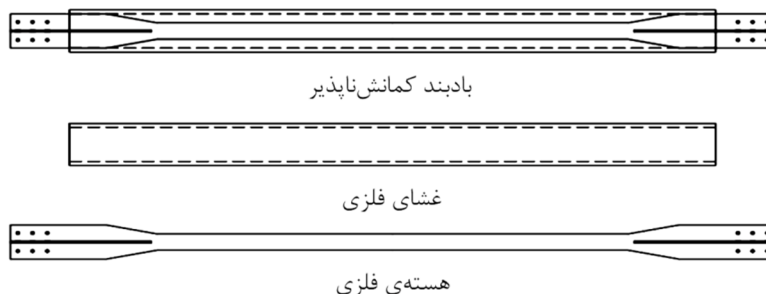 بادبند کمانش‌ناپذیر
غشای فلزی
هسته‌ی فلزی